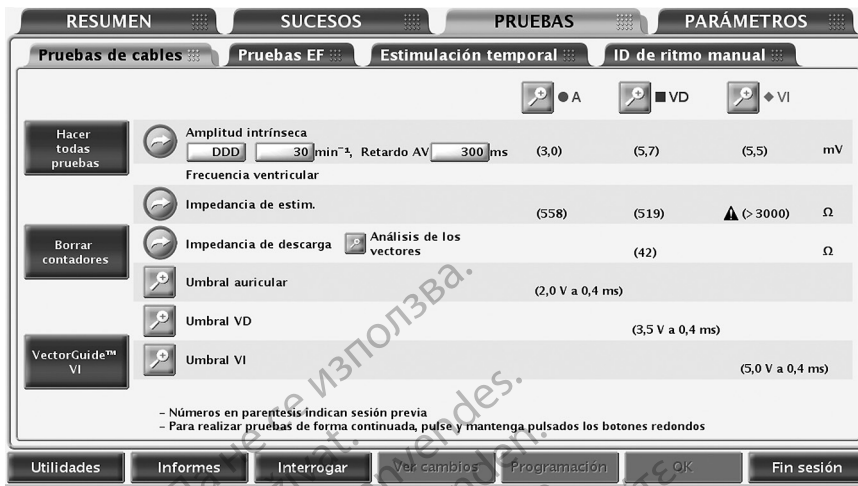 RESUMEN SUCESOS PRUEBAS PARÁMETROS
Pruebas de cables Pruebas EF Estimulación temporal ID de ritmo manual
A VD VI
Hacer todas pruebas
Amplitud intrínseca
DDD 30 min⁻¹, Retardo AV 300 ms (3,0) (5,7) (5,5) mV
Frecuencia ventricular
Impedancia de estim. (558) (519) (> 3000) Ω
Borrar contadores
Impedancia de descarga Análisis de los vectores (42) Ω
Umbral auricular (2,0 V a 0,4 ms)
Umbral VD (3,5 V a 0,4 ms)
VectorGuide™ VI
Umbral VI (5,0 V a 0,4 ms)
– Números en parentesis indican sesión previa
– Para realizar pruebas de forma continuada, pulse y mantenga pulsados los botones redondos
Utilidades Informes Interrogar Ver cambios Programación OK Fin sesión
Да не се използва.